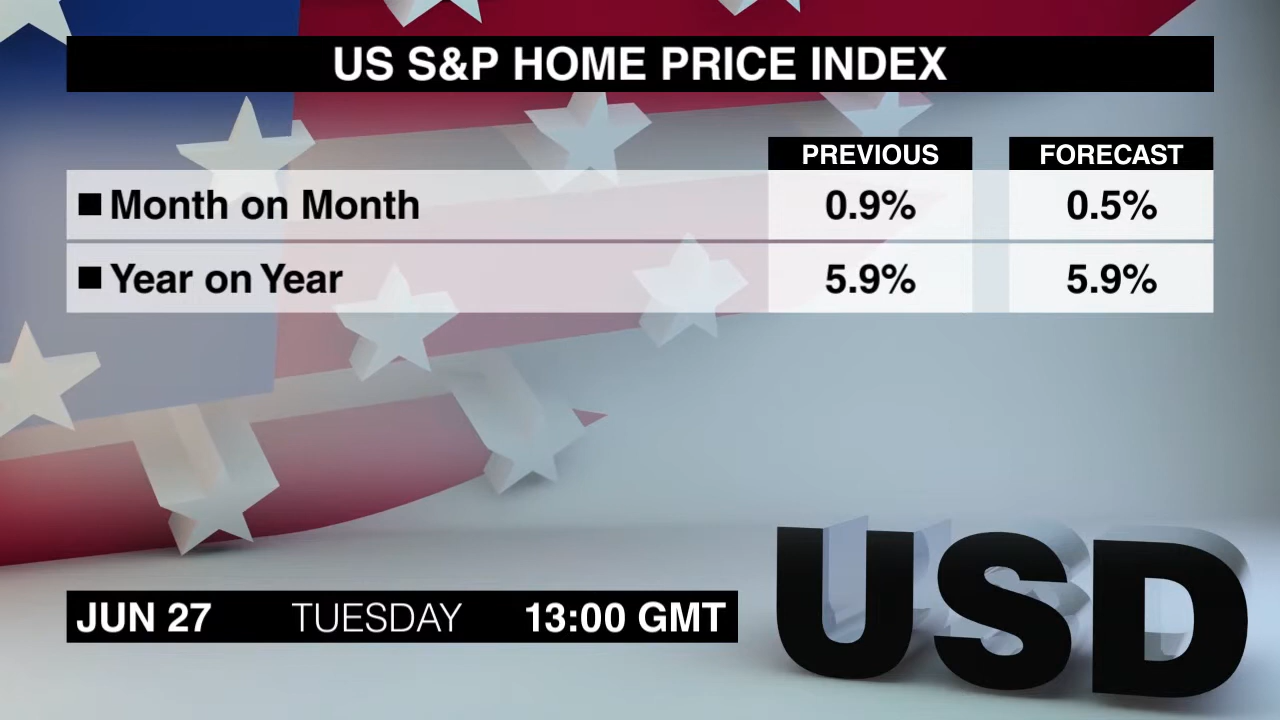 US S&P HOME PRICE INDEX
PREVIOUS FORECAST
Month on Month 0.9% 0.5%
Year on Year 5.9% 5.9%
JUN 27 TUESDAY 13:00 GMT
USD